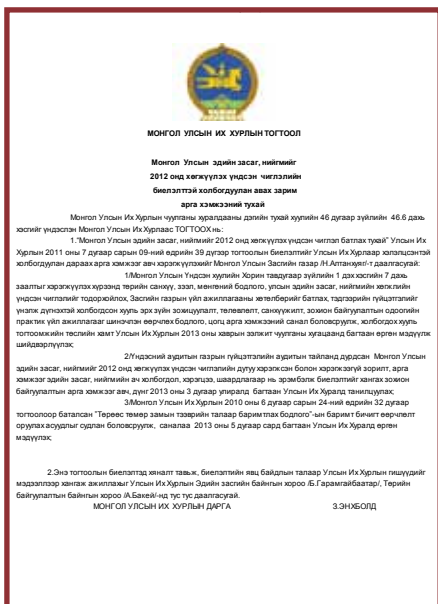 МОНГОЛ УЛСЫН ИХ ХУРЛЫН ТОГТООЛ
Монгол Улсын эдийн засаг, нийгмийг
2012 онд хөгжүүлэх үндсэн чиглэлийн
биелэлттэй холбогдуулан авах зарим
арга хэмжээний тухай
Монгол Улсын Их Хурлын чуулганы хуралдааны дэгийн тухай хуулийн 46 дугаар зүйлийн 46.6 дахь
хэсгийг үндэслэн Монгол Улсын Их Хурлаас ТОГТООХ нь:
1."Монгол Улсын эдийн засаг, нийгмийг 2012 онд хөгжүүлэх үндсэн чиглэл батлах тухай" Улсын Их
Хурлын 2011 оны 7 дугаар сарын 09-ний өдрийн 39 дүгээр тогтоолын биелэлтийг Улсын Их Хурлаар хэлэлцсэнтэй
холбогдуулан дараах арга хэмжээг авч хэрэгжүүлэхийг Монгол Улсын Засгийн газар /Н.Алтанхуяг/-т даалгасугай:
1/Монгол Улсын Үндсэн хуулийн Хорин тавдугаар зүйлийн 1 дэх хэсгийн 7 дахь
заалтыг хэрэгжүүлэх хүрээнд төрийн санхүү, зээл, мөнгөний бодлого, улсын эдийн засаг, нийгмийн хөгжлийн
үндсэн чиглэлийг тодорхойлох, Засгийн газрын үйл ажиллагааны хөтөлбөрийг батлах, тэдгээрийн гүйцэтгэлийг
үнэлж дүгнэхтэй холбогдсон хууль эрх зүйн зохицуулалт, төлөвлөлт, санхүүжилт, зохион байгуулалтын одоогийн
практик үйл ажиллагааг шинэчлэн өөрчлөх бодлого, цогц арга хэмжээний санал боловсруулж, холбогдох хууль
тогтоомжийн төслийн хамт Улсын Их Хуралд 2013 оны хаврын ээлжит чуулганы хугацаанд багтаан өргөн мэдүүлж
шийдвэрлүүлэх;
2/Үндэсний аудитын газрын гүйцэтгэлийн аудитын тайланд дурдсан Монгол Улсын
эдийн засаг, нийгмийг 2012 онд хөгжүүлэх үндсэн чиглэлийн дутуу хэрэгжсэн болон хэрэгжээгүй зорилт, арга
хэмжээг эдийн засаг, нийгмийн ач холбогдол, хэрэгцээ, шаардлагаар нь эрэмбэлж биелэлтийг хангах зохион
байгуулалтын арга хэмжээг авч, дүнг 2013 оны 3 дугаар улиралд багтаан Улсын Их Хуралд танилцуулах;
3/Монгол Улсын Их Хурлын 2010 оны 6 дугаар сарын 24-ний өдрийн 32 дугаар
тогтоолоор баталсан "Төрөөс төмөр замын тээврийн талаар баримтлах бодлого"-ын баримт бичигт өөрчлөлт
оруулах асуудлыг судлан боловсруулж, саналаа 2013 оны 5 дугаар сард багтаан Улсын Их Хуралд өргөн
мэдүүлэх;
2.Энэ тогтоолын биелэлтэд хяналт тавьж, биелэлтийн явц байдлын талаар Улсын Их Хурлын гишүүдийг
мэдээллээр хангаж ажиллахыг Улсын Их Хурлын Эдийн засгийн байнгын хороо /Б.Гарамгайбаатар/, Төрийн
байгуулалтын байнгын хороо /А.Бакей/-нд тус тус даалгасугай.
МОНГОЛ УЛСЫН ИХ ХУРЛЫН ДАРГА З.ЭНХБОЛД